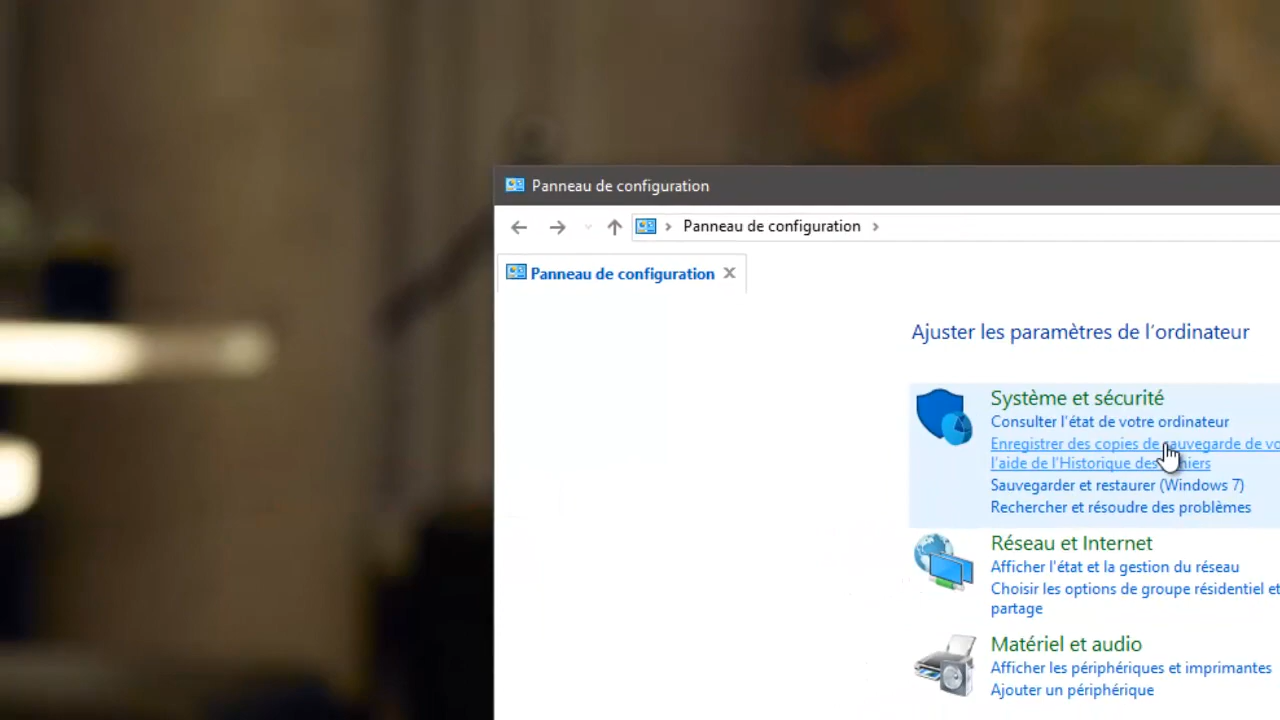 Panneau de configuration
Panneau de configuration
Panneau de configuration
Ajuster les paramètres de l'ordinateur
Système et sécurité
Consulter l'état de votre ordinateur
Enregistrer des copies de sauvegarde de
l'aide de l'Historique des
Sauvegarder et restaurer (Windows 7)
Rechercher et résoudre des problèmes
Réseau et Internet
Afficher l'état et la gestion du réseau
Choisir les options de groupe résidentiel et
partage
Matériel et audio
Afficher les périphériques et imprimantes
Ajouter un périphérique